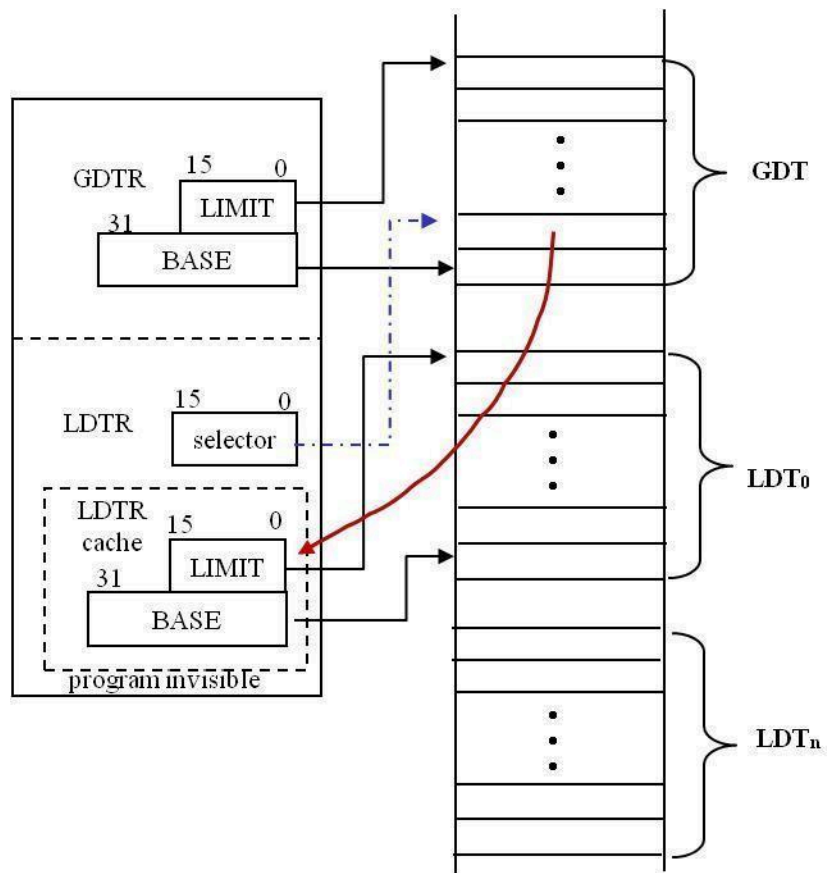 GDTR
15
0
LIMIT
31
BASE
LDTR
15
0
selector
LDTR
cache
15
0
LIMIT
31
BASE
program invisible
GDT
LDT₀
LDTₙ